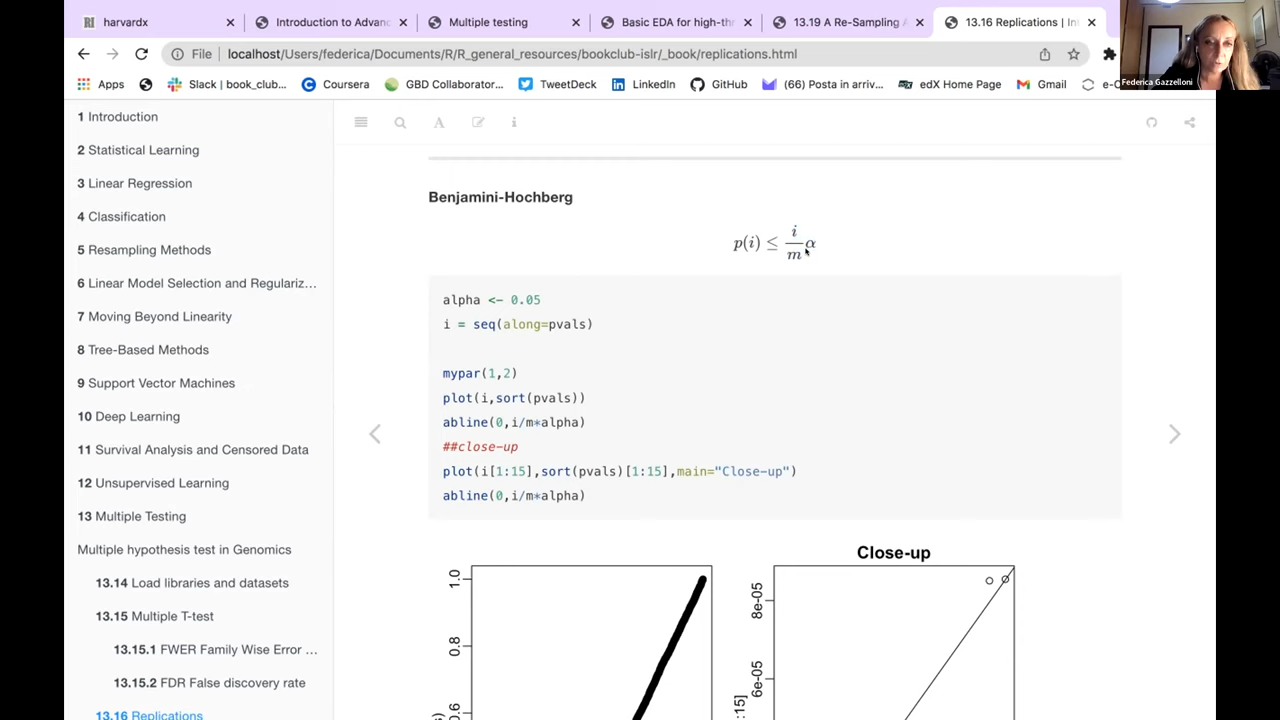 harvardx
Introduction to Advan
Multiple testing
Basic EDA for high-thr
13.19 A Re-Sampling A
13.16 Replications | In
File
localhost/Users/federica/Documents/R/R_general_resources/bookclub-islr/_book/replications.html
Apps
Slack | book_club...
Coursera
GBD Collaborator...
TweetDeck
LinkedIn
GitHub
(66) Posta in arriv...
edX Home Page
Gmail
Federica Gazzelloni
1 Introduction
2 Statistical Learning
3 Linear Regression
4 Classification
5 Resampling Methods
6 Linear Model Selection and Regulariz...
7 Moving Beyond Linearity
8 Tree-Based Methods
9 Support Vector Machines
10 Deep Learning
11 Survival Analysis and Censored Data
12 Unsupervised Learning
13 Multiple Testing
Multiple hypothesis test in Genomics
13.14 Load libraries and datasets
13.15 Multiple T-test
13.15.1 FWER Family Wise Error ...
13.15.2 FDR False discovery rate
13.16 Replications
Benjamini-Hochberg
p(i) ≤ i/m α
alpha <- 0.05
i = seq(along=pvals)
mypar(1,2)
plot(i,sort(pvals))
abline(0,i/m*alpha)
##close-up
plot(i[1:15],sort(pvals)[1:15],main="Close-up")
abline(0,i/m*alpha)
Close-up
1.0
0.8
0.6
8e-05
6e-05
:15]